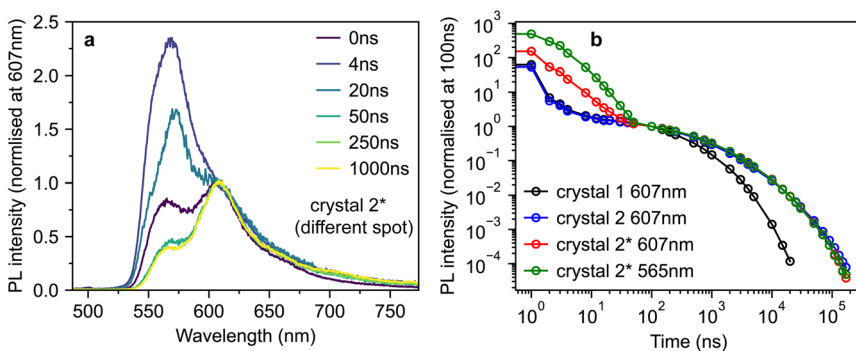 PL intensity (normlised at 607nm)
2.5
2.0
1.5
1.0
0.5
0.0
500 550 600 650 700 750
Wavelength (nm)
a
0ns
4ns
20ns
50ns
250ns
1000ns
crystal 2*
(different spot)
PL intensity (normalised at 100ns)
10³
10²
10¹
10⁰
10⁻¹
10⁻²
10⁻³
10⁻⁴
10⁰ 10¹ 10² 10³ 10⁴ 10⁵
Time (ns)
b
crystal 1 607nm
crystal 2 607nm
crystal 2* 607nm
crystal 2* 565nm